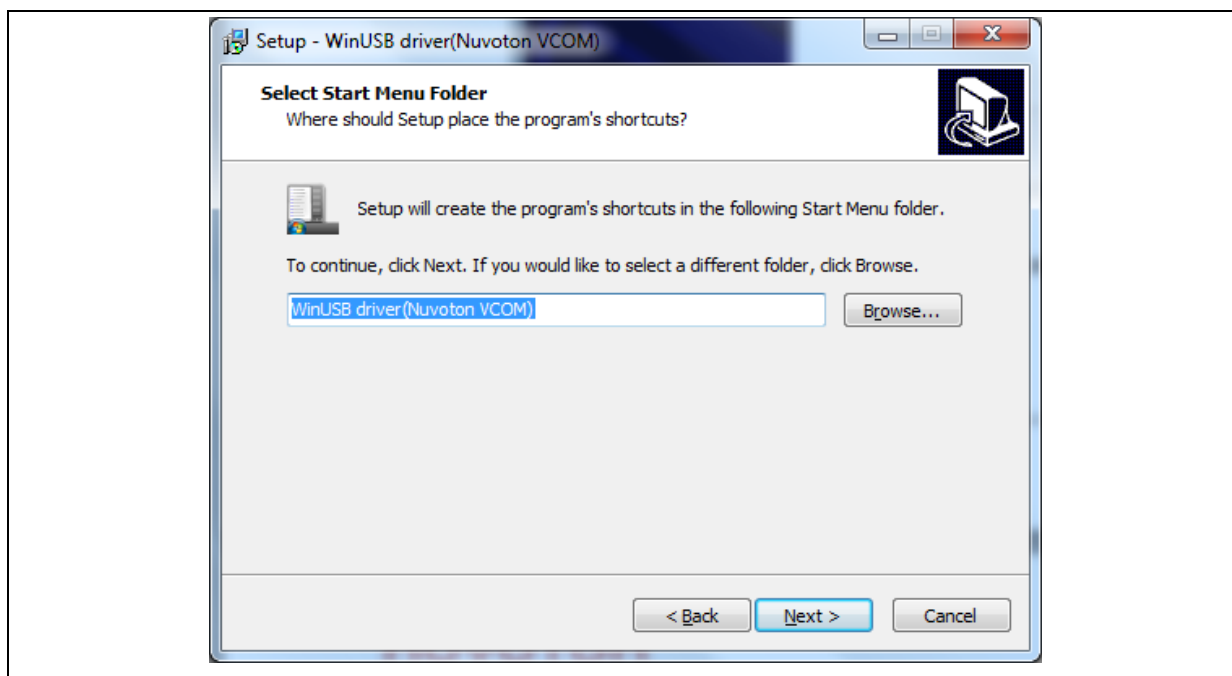 Setup - WinUSB driver(Nuvoton VCOM)
Select Start Menu Folder
Where should Setup place the program's shortcuts?
Setup will create the program's shortcuts in the following Start Menu folder.
To continue, click Next. If you would like to select a different folder, click Browse.
WinUSB driver(Nuvoton VCOM)
Browse...
< Back
Next >
Cancel